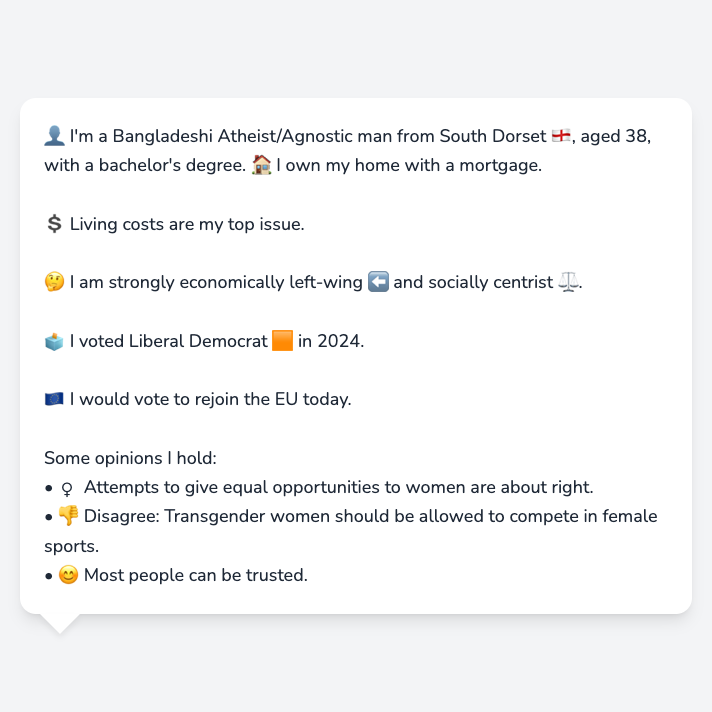 👤 I'm a Bangladeshi Atheist/Agnostic man from South Dorset 🏴󠁧󠁢󠁥󠁮󠁧󠁿, aged 38,
with a bachelor's degree. 🏠 I own my home with a mortgage.
💲 Living costs are my top issue.
🤔 I am strongly economically left-wing ⬅️ and socially centrist ⚖️.
🗳️ I voted Liberal Democrat 🟧 in 2024.
🇪🇺 I would vote to rejoin the EU today.
Some opinions I hold:
• ♀️ Attempts to give equal opportunities to women are about right.
• 👎 Disagree: Transgender women should be allowed to compete in female
sports.
• 😊 Most people can be trusted.